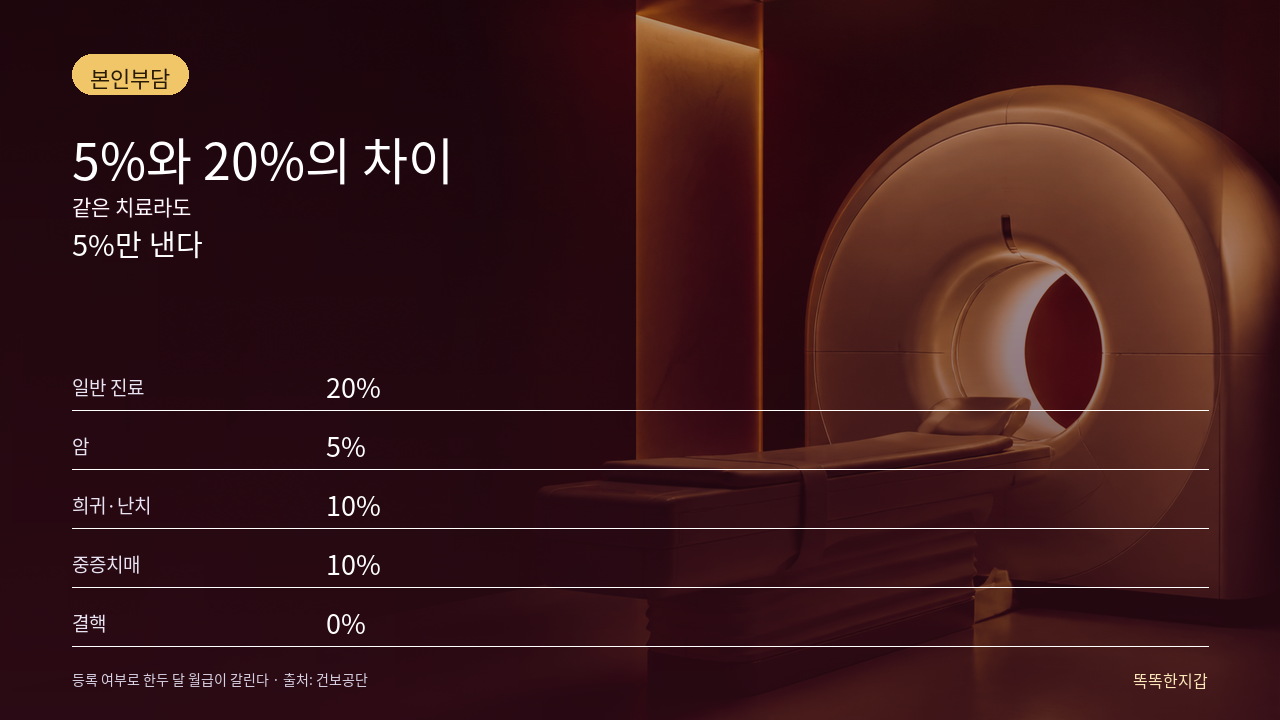 본인부담
5%와 20%의 차이
같은 치료라도
5%만 낸다
일반 진료 20%
암 5%
희귀·난치 10%
중증치매 10%
결핵 0%
등록 여부로 한두 달 월급이 갈린다 · 출처: 건보공단
똑똑한지갑